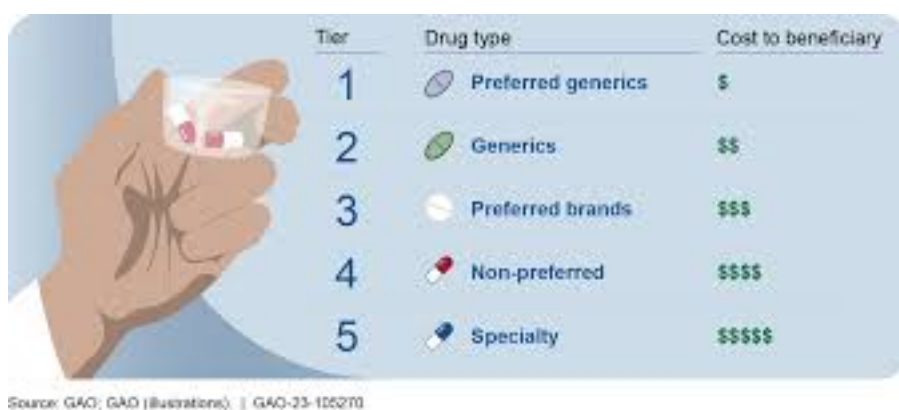 Tier Drug type Cost to beneficiary
1 Preferred generics $
2 Generics $$
3 Preferred brands $$$
4 Non-preferred $$$$
5 Specialty $$$$$
Source: GAO; GAO (illustrations). | GAO-23-105270